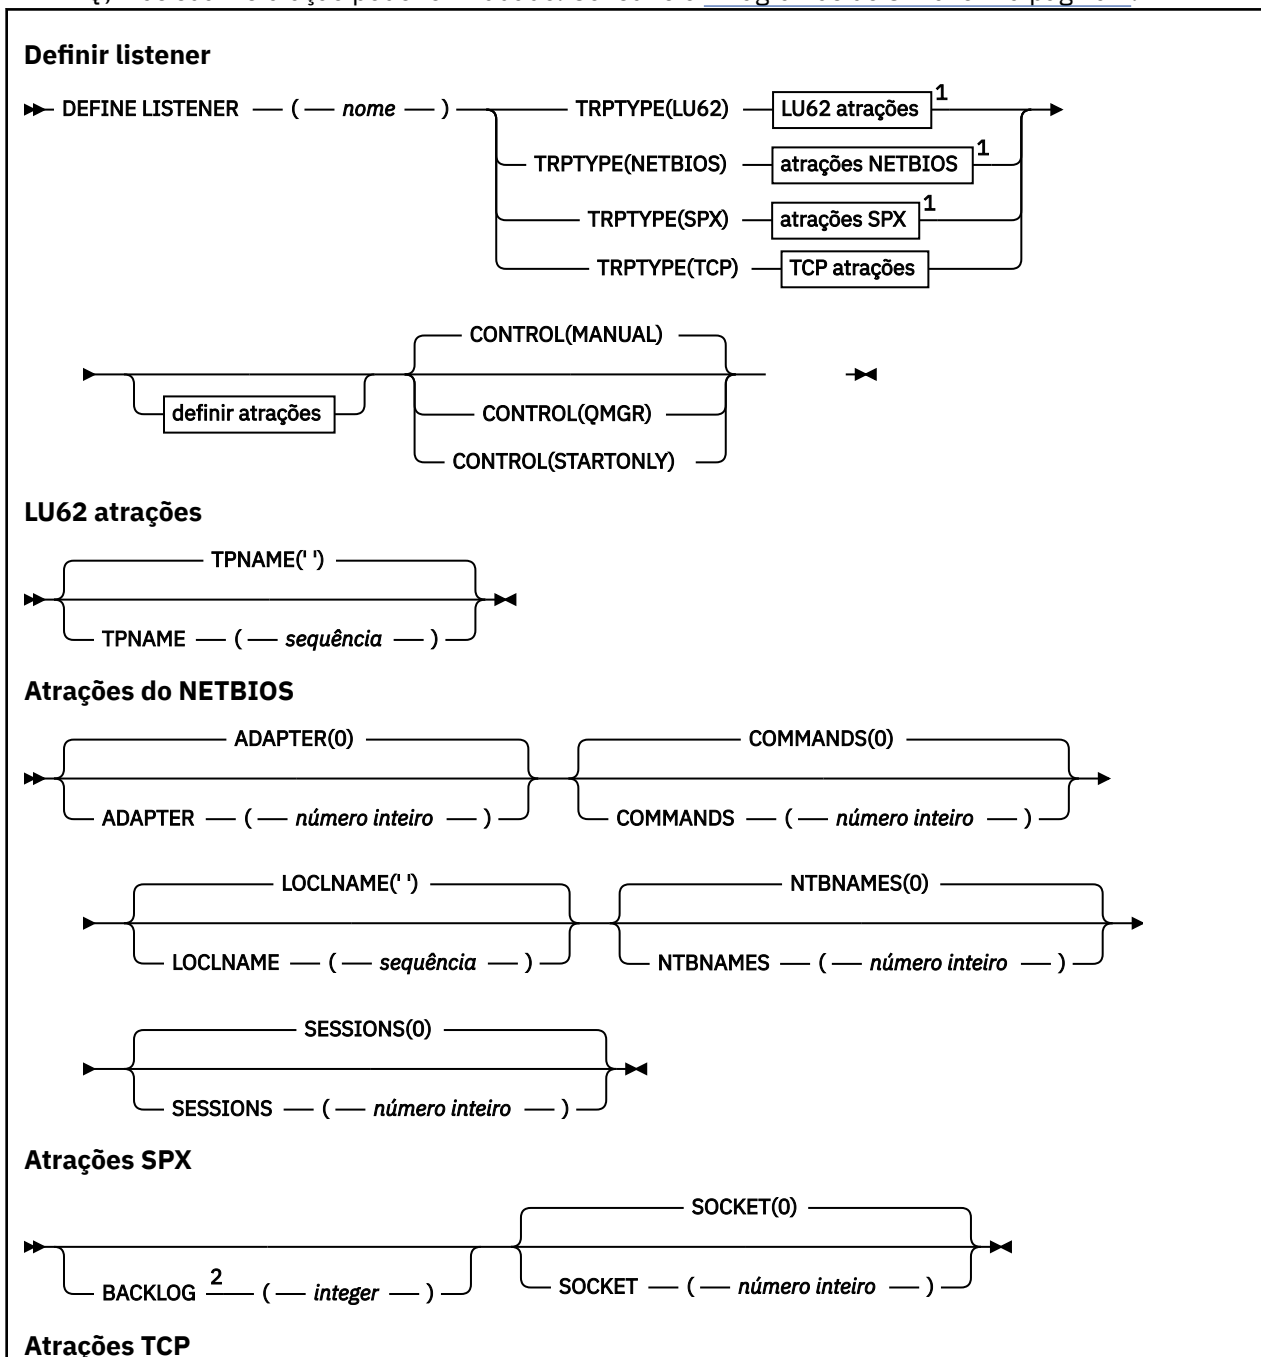 Definir listener
DEFINE LISTENER ( nome ) TRPTYPE(LU62) LU62 atrações 1
TRPTYPE(NETBIOS) atrações NETBIOS 1
TRPTYPE(SPX) atrações SPX 1
TRPTYPE(TCP) TCP atrações
CONTROL(MANUAL)
definir atrações CONTROL(QMGR)
CONTROL(STARTONLY)
LU62 atrações
TPNAME(' ')
TPNAME ( sequência )
Atrações do NETBIOS
ADAPTER(0) COMMANDS(0)
ADAPTER ( número inteiro ) COMMANDS ( número inteiro )
LOCLNAME(' ') NTBNAMES(0)
LOCLNAME ( sequência ) NTBNAMES ( número inteiro )
SESSIONS(0)
SESSIONS ( número inteiro )
Atrações SPX
SOCKET(0)
BACKLOG 2 ( integer ) SOCKET ( número inteiro )
Atrações TCP